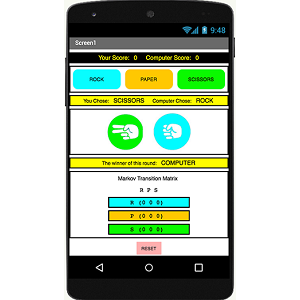 9:48
Screen1
Your Score: 0 Computer Score: 0
ROCK PAPER SCISSORS
You Chose: SCISSORS Computer Chose: ROCK
The winner of this round: COMPUTER
Markov Transition Matrix
R P S
R (0 0 0)
P (0 0 0)
S (0 0 0)
RESET